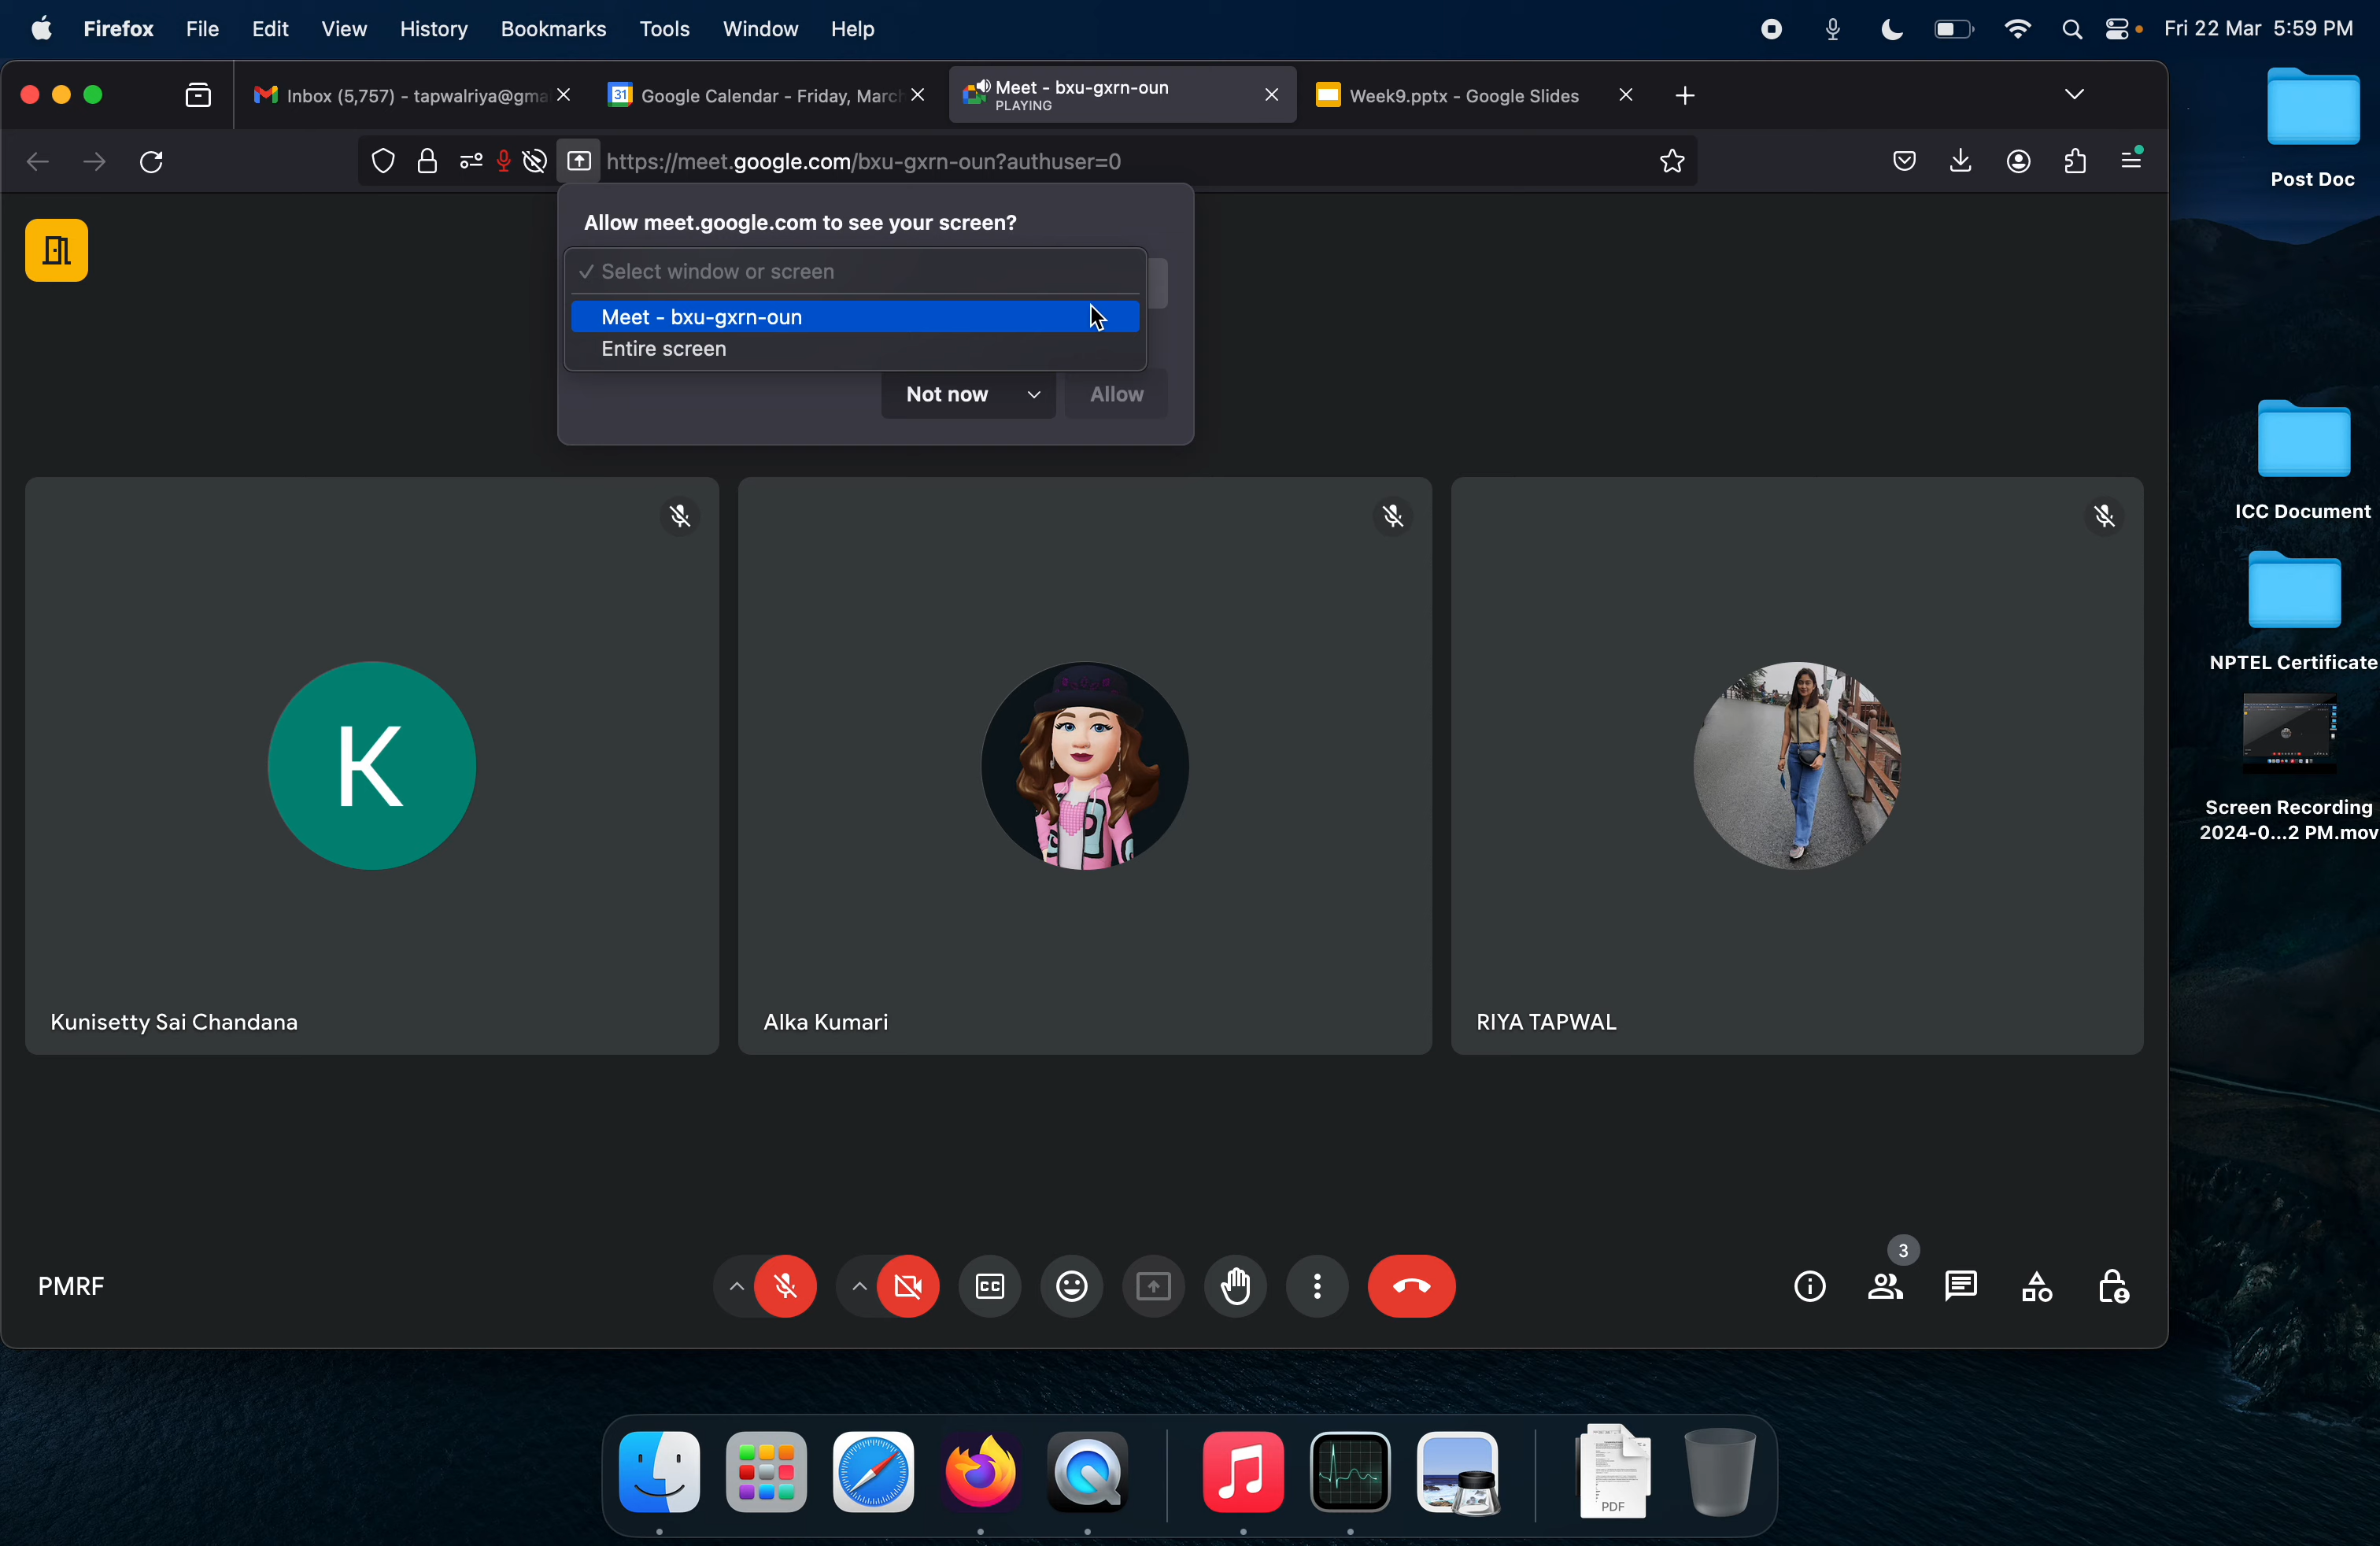 Firefox File Edit View History Bookmarks Tools Window Help Fri 22 Mar 5:59 PM
Inbox (5,757) - tapwalriya@gma
31 Google Calendar - Friday, March
Meet - bxu-gxrn-oun
PLAYING
Week9.pptx - Google Slides
https://meet.google.com/bxu-gxrn-oun?authuser=0
Post Doc
Allow meet.google.com to see your screen?
Select window or screen
Meet - bxu-gxrn-oun
Entire screen
Not now Allow
ICC Document
NPTEL Certificate
Screen Recording
2024-0...2 PM.mov
K
Kunisetty Sai Chandana
Alka Kumari
RIYA TAPWAL
PMRF
CC
3
PDF